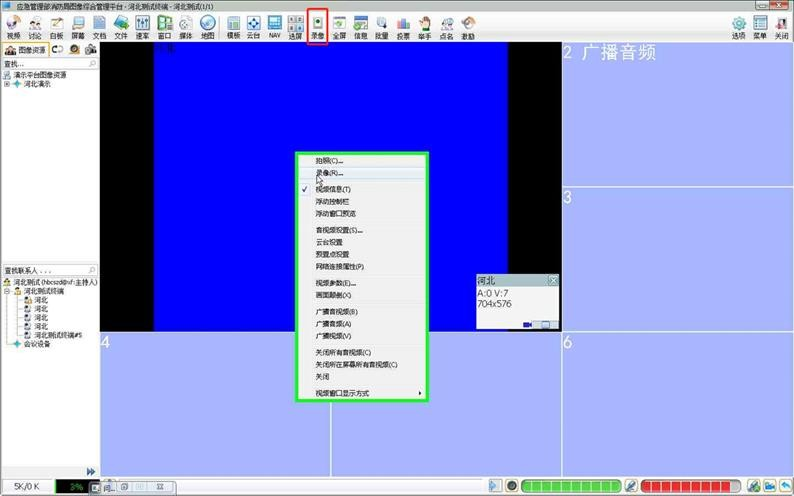 应急管理部消防局图像综合管理平台 - 河北测试终端 - 河北测试(1/1)
视频 讨论 白板 屏幕 文档 文件 速车 窗口 媒体 地图 模板 云台 NAV 选屏 录像 全屏 信息 批量 投票 举手 点名 激励 选项 菜单 关闭
图像资源
查找...
演示平台图像资源
河北演示
河北
2 广播音频
3
4
6
拍照(C)...
录像(R)...
视频信息(T)
浮动控制栏
浮动窗口预览
音视频设置(S)...
云台设置
预置点设置
网络连接属性(P)
视频参数(E)...
画面颠倒(X)
广播音视频(B)
广播音频(A)
广播视频(V)
关闭所有音视频(C)
关闭所在屏幕所有音视频(C)
关闭
视频窗口显示方式
河北
A:0 V:7
704x576
查找联系人...
河北测试 (hbcszd@xf:主持人)
河北测试终端
河北
河北
河北
河北
河北测试终端#5
会议设备
5K/0 K
3%